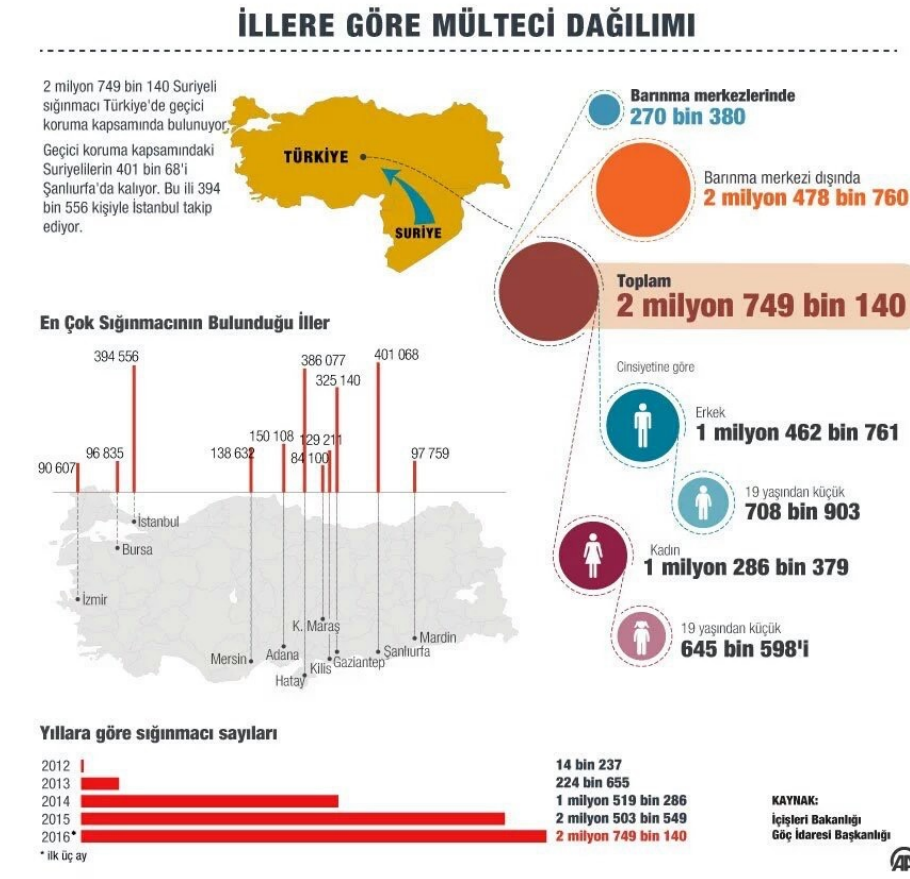 İLLERE GÖRE MÜLTECİ DAĞILIMI
2 milyon 749 bin 140 Suriyeli
sığınmacı Türkiye'de geçici
koruma kapsamında bulunuyor.
Geçici koruma kapsamındaki
Suriyelilerin 401 bin 68'i
Şanlıurfa'da kalıyor. Bu ili 394
bin 556 kişiyle İstanbul takip
ediyor.
TÜRKİYE
SURİYE
Barınma merkezlerinde
270 bin 380
Barınma merkezi dışında
2 milyon 478 bin 760
Toplam
2 milyon 749 bin 140
Cinsiyetine göre
Erkek
1 milyon 462 bin 761
19 yaşından küçük
708 bin 903
Kadın
1 milyon 286 bin 379
19 yaşından küçük
645 bin 598'i
En Çok Sığınmacının Bulunduğu İller
90 607
96 835
394 556
138 632
150 108
386 077
84 100
129 211
325 140
401 068
97 759
İstanbul
Bursa
İzmir
Mersin
Adana
Hatay
K. Maraş
Kilis
Gaziantep
Şanlıurfa
Mardin
Yıllara göre sığınmacı sayıları
2012 14 bin 237
2013 224 bin 655
2014 1 milyon 519 bin 286
2015 2 milyon 503 bin 549
2016* 2 milyon 749 bin 140
* ilk üç ay
KAYNAK:
İçişleri Bakanlığı
Göç İdaresi Başkanlığı
AA